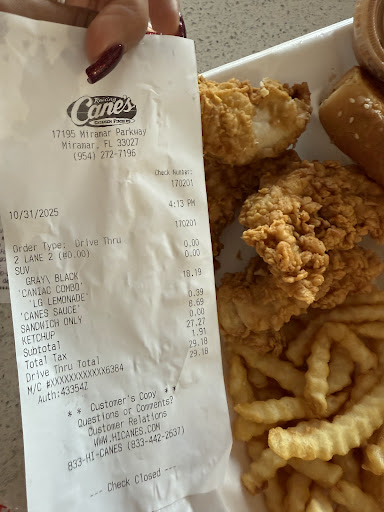 Raising
Cane's
CHICKEN FINGERS
17195 Miramar Parkway
Miramar, FL 33027
(954) 272-7196
Check Number:
170201
10/31/2025 4:13 PM
170201
Order Type: Drive Thru
2 LANE 2 (#0.00) 0.00
SUV 0.00
GRAY\ BLACK
'CANIAC COMBO' 18.19
'LG LEMONADE'
'CANES SAUCE' 0.39
SANDWICH ONLY 8.69
KETCHUP 0.00
Subtotal 27.27
Total Tax 1.91
Drive Thru Total 29.18
M/C #XXXXXXXXXXXX6364 29.18
Auth:43354Z
* * Customer's Copy * *
Questions or Comments?
Customer Relations
WWW.HICANES.COM
833-HI-CANES (833-442-2637)
--- Check Closed ---